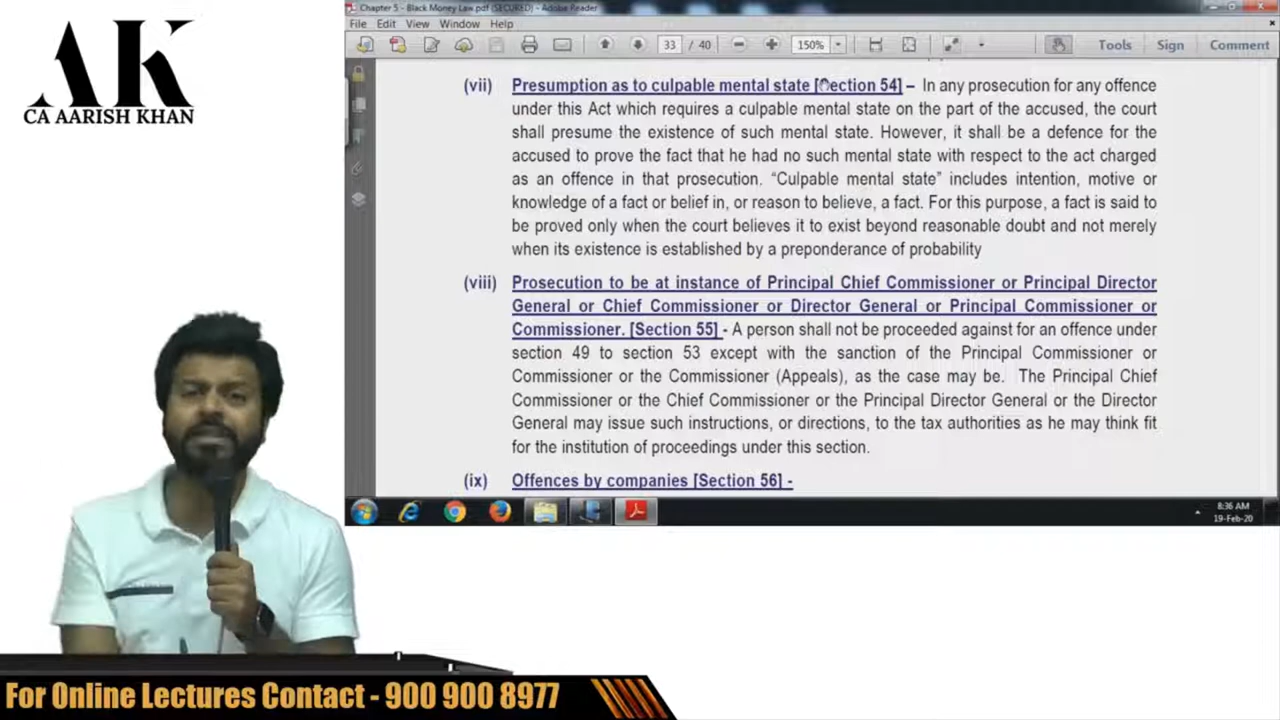 AK
CA AARISH KHAN
Chapter 5 - Black Money Law.pdf (SECURED) - Adobe Reader
File Edit View Window Help
33 / 40 150% Tools Sign Comment
(vii) Presumption as to culpable mental state [Section 54] – In any prosecution for any offence
under this Act which requires a culpable mental state on the part of the accused, the court
shall presume the existence of such mental state. However, it shall be a defence for the
accused to prove the fact that he had no such mental state with respect to the act charged
as an offence in that prosecution. “Culpable mental state” includes intention, motive or
knowledge of a fact or belief in, or reason to believe, a fact. For this purpose, a fact is said to
be proved only when the court believes it to exist beyond reasonable doubt and not merely
when its existence is established by a preponderance of probability
(viii) Prosecution to be at instance of Principal Chief Commissioner or Principal Director
General or Chief Commissioner or Director General or Principal Commissioner or
Commissioner. [Section 55] - A person shall not be proceeded against for an offence under
section 49 to section 53 except with the sanction of the Principal Commissioner or
Commissioner or the Commissioner (Appeals), as the case may be. The Principal Chief
Commissioner or the Chief Commissioner or the Principal Director General or the Director
General may issue such instructions, or directions, to the tax authorities as he may think fit
for the institution of proceedings under this section.
(ix) Offences by companies [Section 56] -
8:36 AM
19-Feb-20
For Online Lectures Contact - 900 900 8977